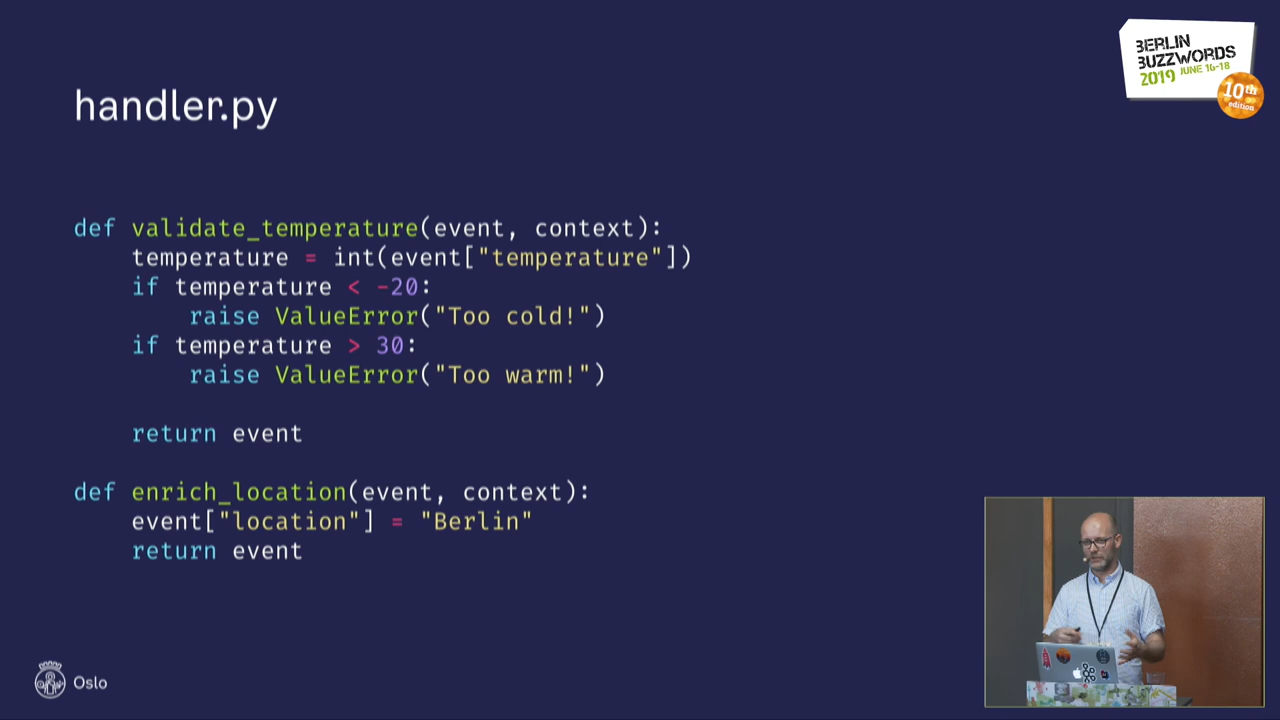 BERLIN
BUZZWORDS
2019 JUNE 16-18
10th
edition
handler.py
def validate_temperature(event, context):
    temperature = int(event["temperature"])
    if temperature < -20:
        raise ValueError("Too cold!")
    if temperature > 30:
        raise ValueError("Too warm!")
    return event
def enrich_location(event, context):
    event["location"] = "Berlin"
    return event
Oslo